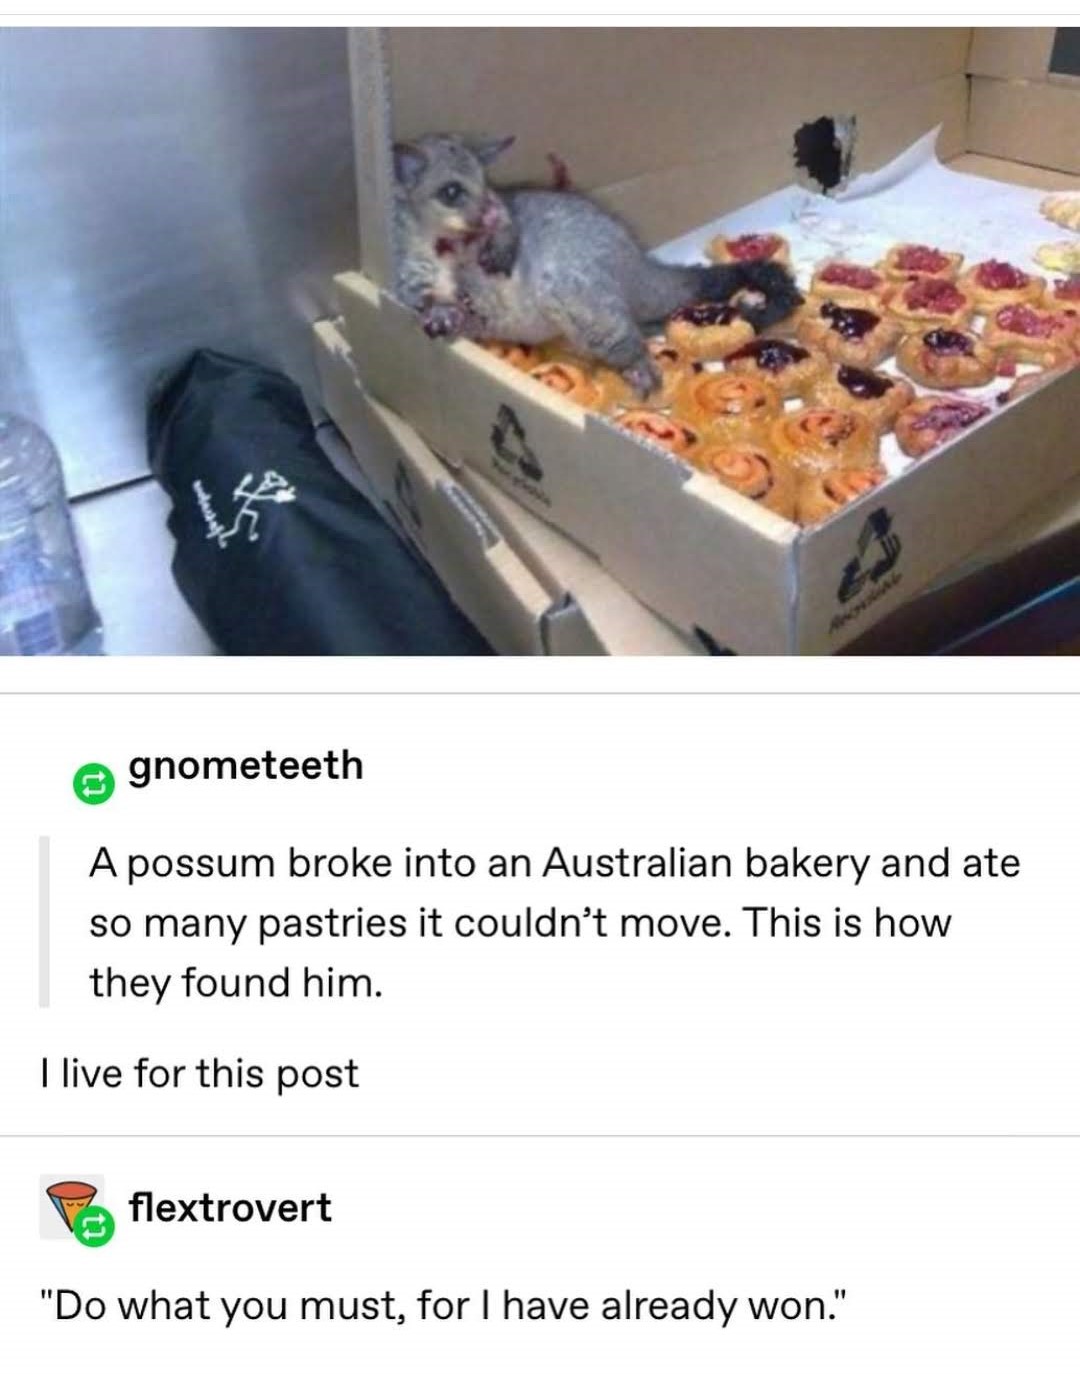 gnometeeth
A possum broke into an Australian bakery and ate
so many pastries it couldn't move. This is how
they found him.
I live for this post
flextrovert
"Do what you must, for I have already won."